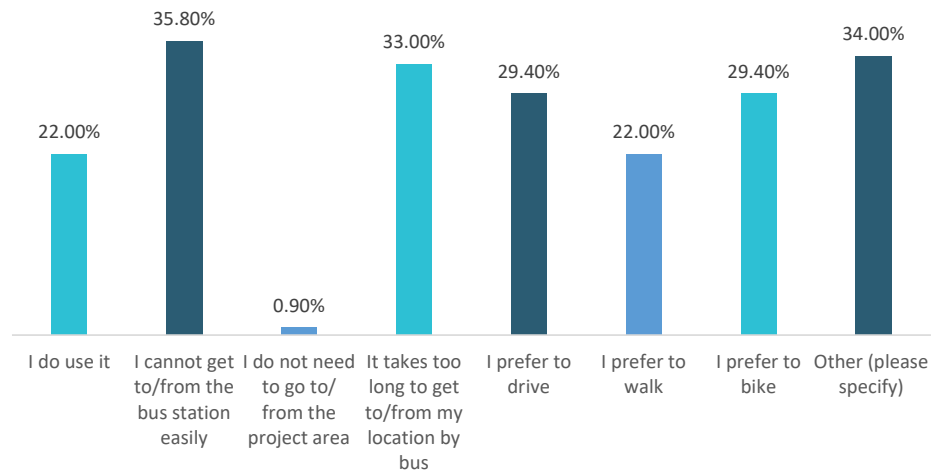 22.00%
35.80%
0.90%
33.00%
29.40%
22.00%
29.40%
34.00%
I do use it
I cannot get
to/from the
bus station
easily
I do not need
to go to/
from the
project area
It takes too
long to get
to/from my
location by
bus
I prefer to
drive
I prefer to
walk
I prefer to
bike
Other (please
specify)